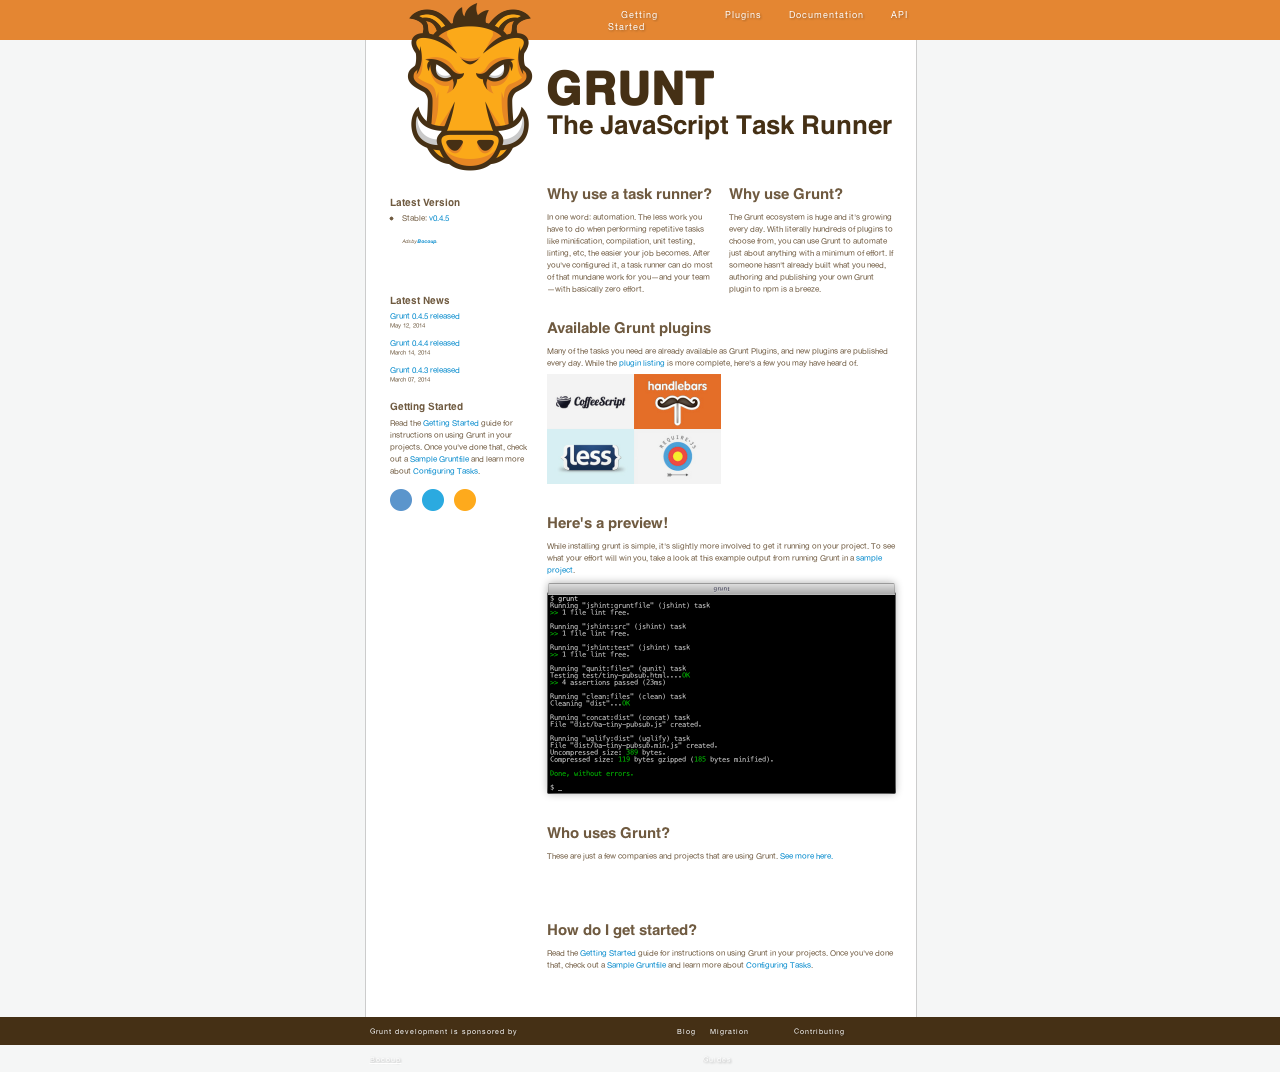 Getting Started
Plugins
Documentation
API
GRUNT
The JavaScript Task Runner
Latest Version
Stable: v0.4.5
Ads by Bocoup.
Latest News
Grunt 0.4.5 released
May 12, 2014
Grunt 0.4.4 released
March 14, 2014
Grunt 0.4.3 released
March 07, 2014
Getting Started
Read the Getting Started guide for
instructions on using Grunt in your
projects. Once you've done that, check
out a Sample Gruntfile and learn more
about Configuring Tasks.
Why use a task runner?
In one word: automation. The less work you
have to do when performing repetitive tasks
like minification, compilation, unit testing,
linting, etc, the easier your job becomes. After
you've configured it, a task runner can do most
of that mundane work for you—and your team
—with basically zero effort.
Why use Grunt?
The Grunt ecosystem is huge and it's growing
every day. With literally hundreds of plugins to
choose from, you can use Grunt to automate
just about anything with a minimum of effort. If
someone hasn't already built what you need,
authoring and publishing your own Grunt
plugin to npm is a breeze.
Available Grunt plugins
Many of the tasks you need are already available as Grunt Plugins, and new plugins are published
every day. While the plugin listing is more complete, here's a few you may have heard of.
CoffeeScript
handlebars
{less}
REQUIRE.JS
Here's a preview!
While installing grunt is simple, it's slightly more involved to get it running on your project. To see
what your effort will win you, take a look at this example output from running Grunt in a sample
project.
grunt
$ grunt
Running "jshint:gruntfile" (jshint) task
>> 1 file lint free.
Running "jshint:src" (jshint) task
>> 1 file lint free.
Running "jshint:test" (jshint) task
>> 1 file lint free.
Running "qunit:files" (qunit) task
Testing test/tiny-pubsub.html....OK
>> 4 assertions passed (23ms)
Running "clean:files" (clean) task
Cleaning "dist"...OK
Running "concat:dist" (concat) task
File "dist/ba-tiny-pubsub.js" created.
Running "uglify:dist" (uglify) task
File "dist/ba-tiny-pubsub.min.js" created.
Uncompressed size: 389 bytes.
Compressed size: 119 bytes gzipped (185 bytes minified).
Done, without errors.
$ _
Who uses Grunt?
These are just a few companies and projects that are using Grunt. See more here.
How do I get started?
Read the Getting Started guide for instructions on using Grunt in your projects. Once you've done
that, check out a Sample Gruntfile and learn more about Configuring Tasks.
Grunt development is sponsored by
Bocoup
Blog
Migration
Guides
Contributing